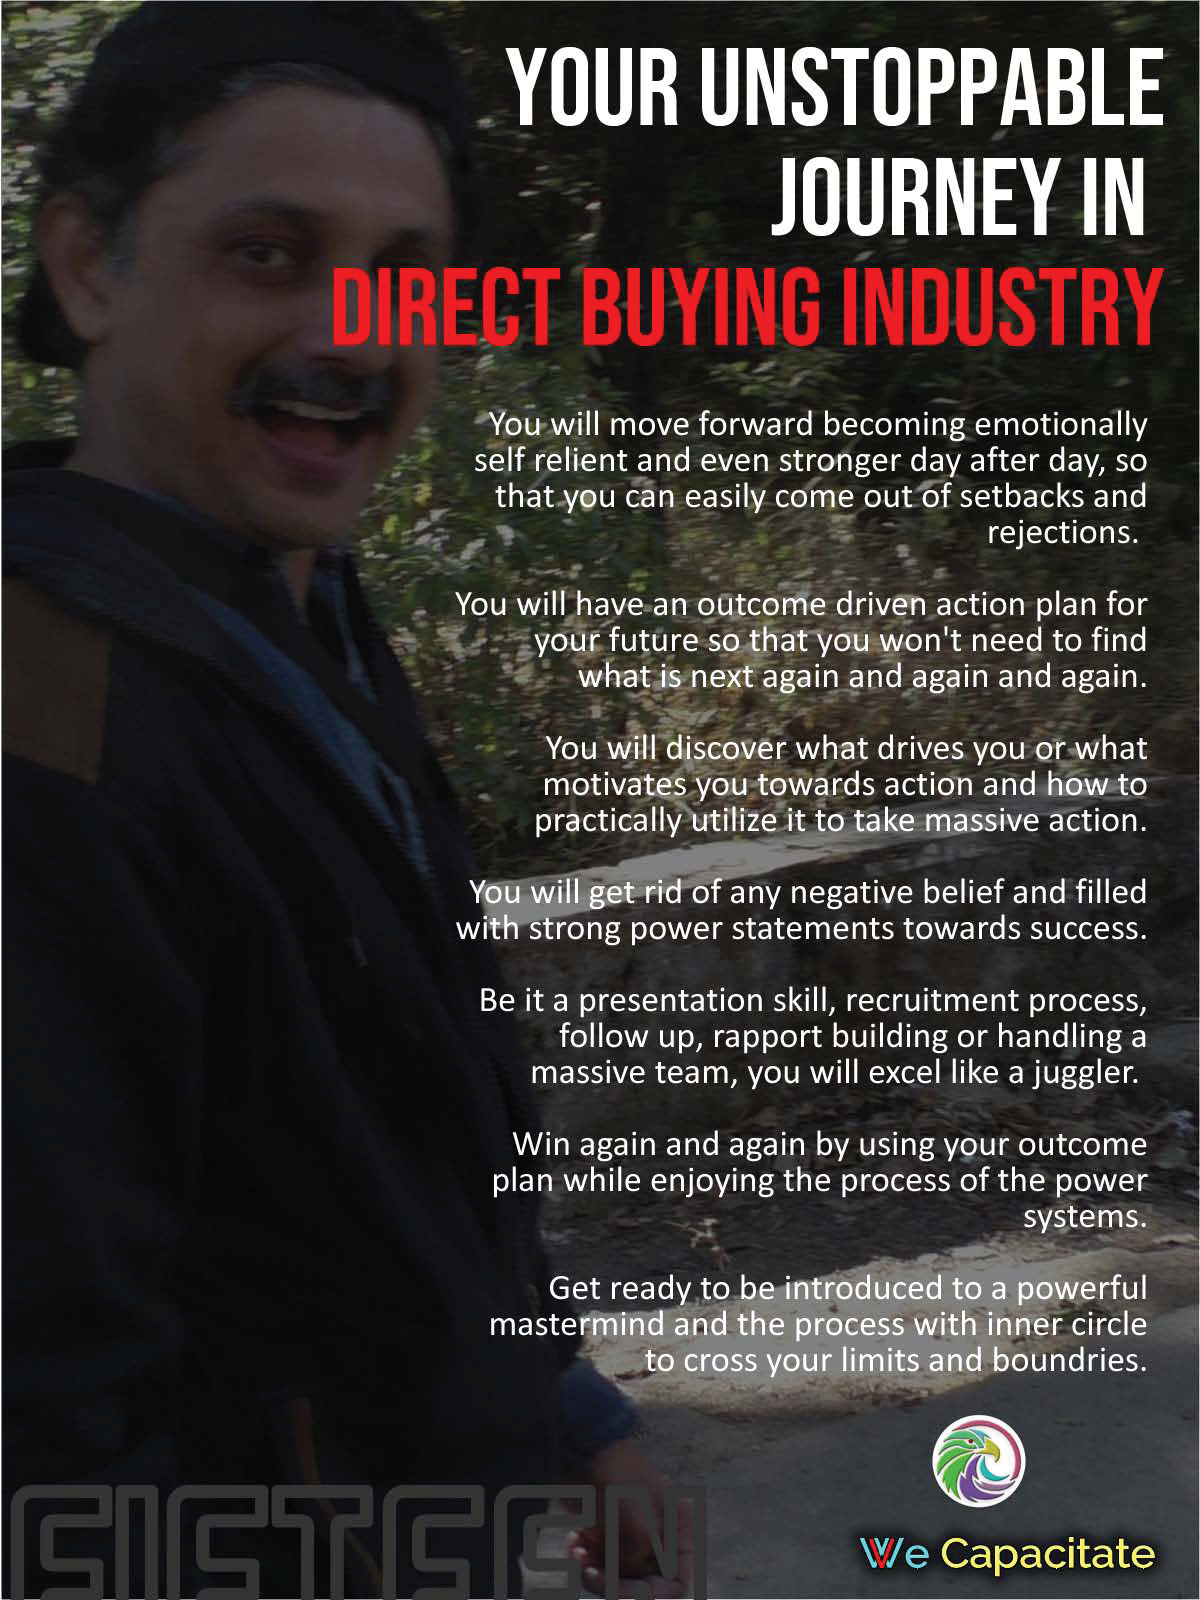 YOUR UNSTOPPABLE
JOURNEY IN
DIRECT BUYING INDUSTRY
You will move forward becoming emotionally
self relient and even stronger day after day, so
that you can easily come out of setbacks and
rejections.
You will have an outcome driven action plan for
your future so that you won't need to find
what is next again and again and again.
You will discover what drives you or what
motivates you towards action and how to
practically utilize it to take massive action.
You will get rid of any negative belief and filled
with strong power statements towards success.
Be it a presentation skill, recruitment process,
follow up, rapport building or handling a
massive team, you will excel like a juggler.
Win again and again by using your outcome
plan while enjoying the process of the power
systems.
Get ready to be introduced to a powerful
mastermind and the process with inner circle
to cross your limits and boundries.
We Capacitate